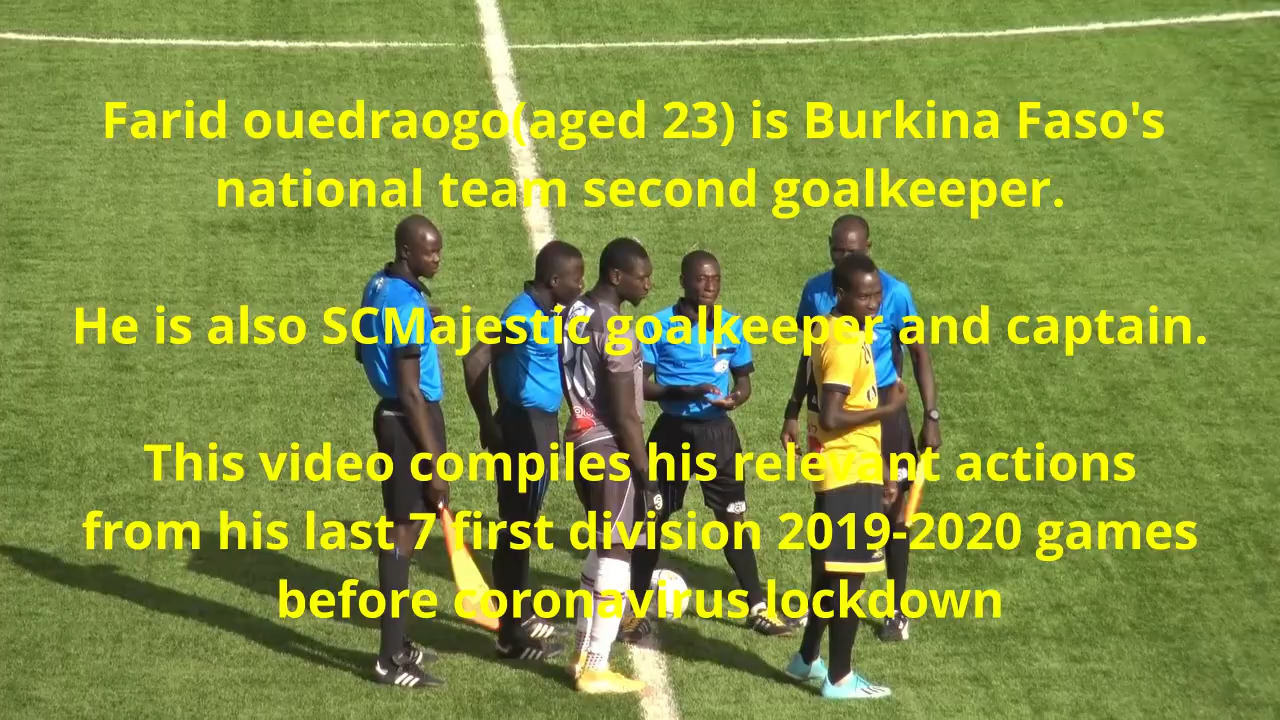 Farid ouedraogo(aged 23) is Burkina Faso's
national team second goalkeeper.
He is also SCMajestic goalkeeper and captain.
This video compiles his relevant actions
from his last 7 first division 2019-2020 games
before coronavirus lockdown